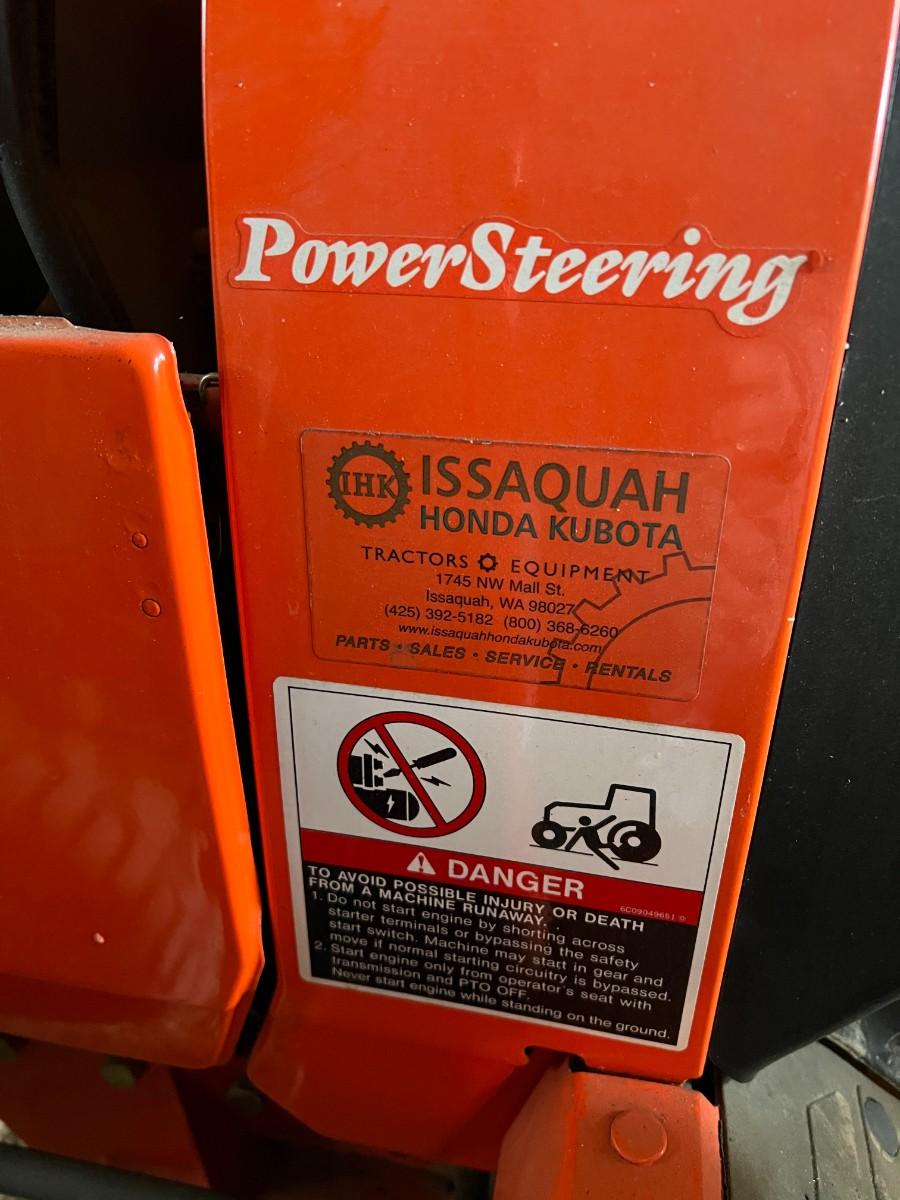 PowerSteering
IHK
ISSAQUAH
HONDA KUBOTA
TRACTORS EQUIPMENT
1745 NW Mall St.
Issaquah, WA 98027
(425) 392-5182 (800) 368-6260
www.issaquahhondakubota.com
PARTS • SALES • SERVICE • RENTALS
DANGER
6C09049681
TO AVOID POSSIBLE INJURY OR DEATH
FROM A MACHINE RUNAWAY.
1. Do not start engine by shorting across
starter terminals or bypassing the safety
start switch. Machine may start in gear and
move if normal starting circuitry is bypassed.
2. Start engine only from operator's seat with
transmission and PTO OFF.
Never start engine while standing on the ground.